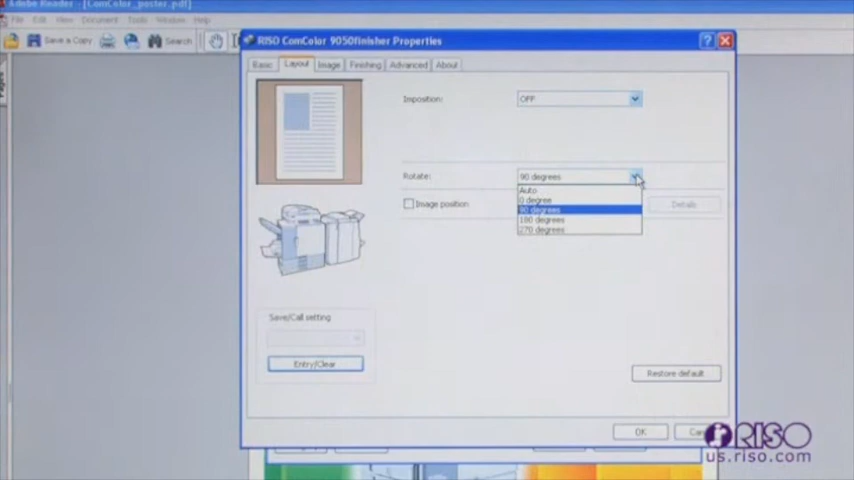 Adobe Reader - [ComColor_poster.pdf]
File Edit View Document Tools Window Help
Save a Copy Search
Pages
RISO ComColor 9050finisher Properties
Basic Layout Image Finishing Advanced About
Imposition: OFF
Rotate: 90 degrees
Auto
0 degree
90 degrees
180 degrees
270 degrees
Image position Details
Save/Call setting
Entry/Clear
Restore default
OK
RISO
us.riso.com